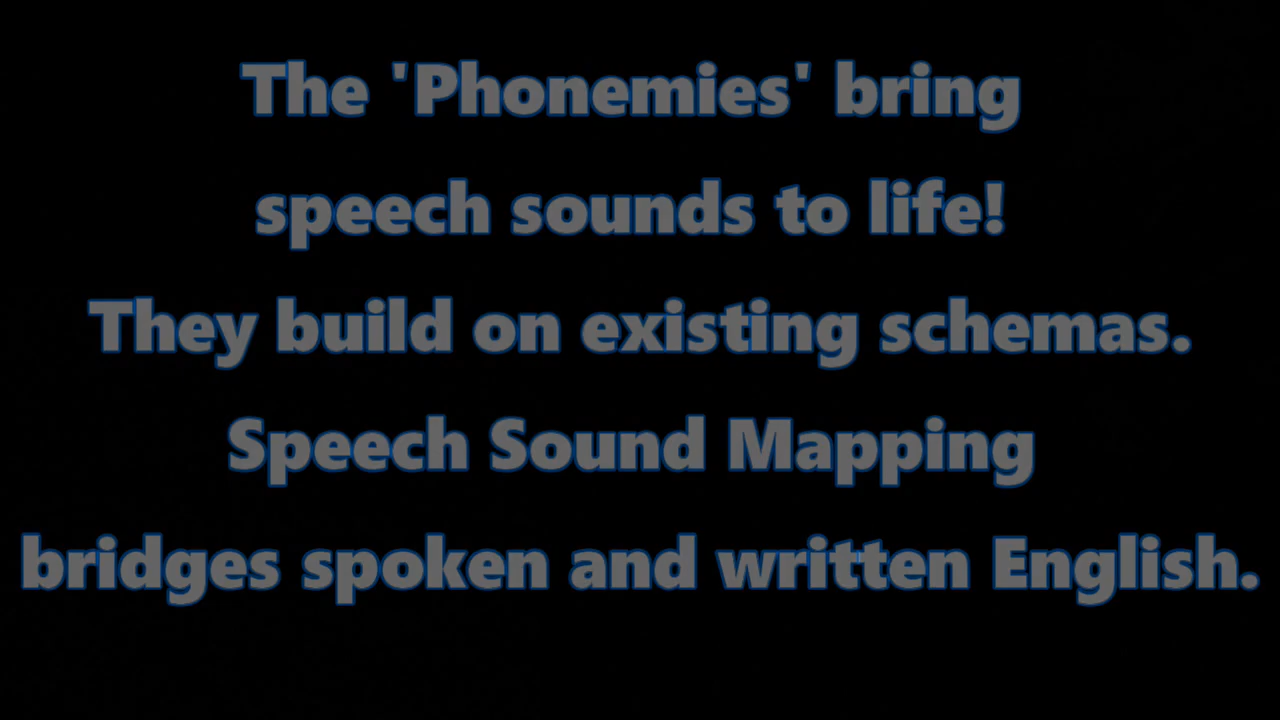 The 'Phonemies' bring
speech sounds to life!
They build on existing schemas.
Speech Sound Mapping
bridges spoken and written English.